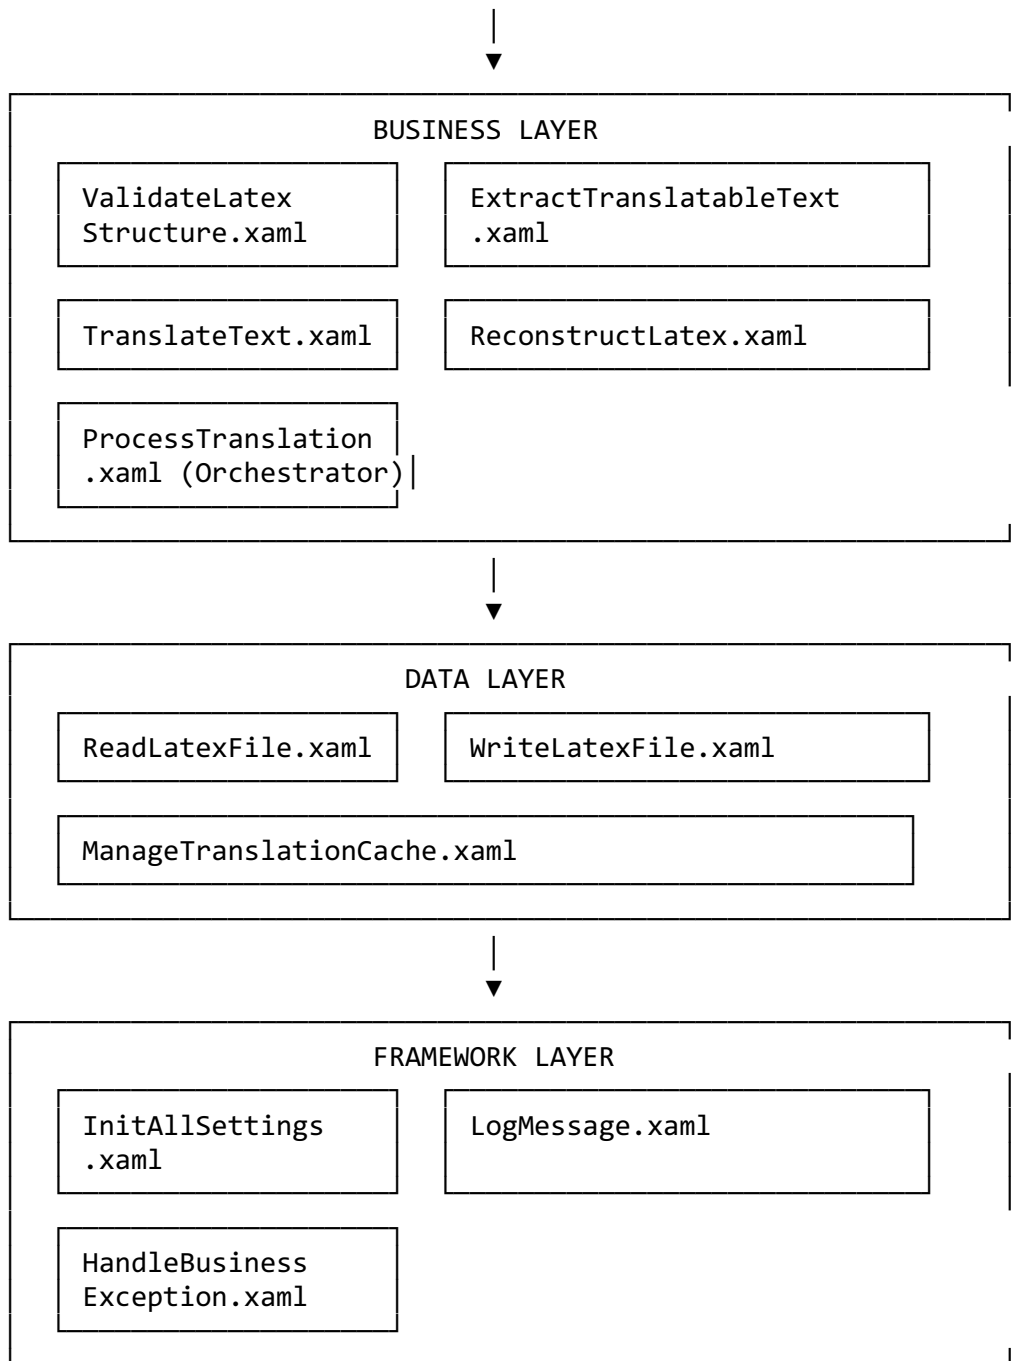 BUSINESS LAYER
ValidateLatex
Structure.xaml
ExtractTranslatableText
.xaml
TranslateText.xaml
ReconstructLatex.xaml
ProcessTranslation
.xaml (Orchestrator)
DATA LAYER
ReadLatexFile.xaml
WriteLatexFile.xaml
ManageTranslationCache.xaml
FRAMEWORK LAYER
InitAllSettings
.xaml
LogMessage.xaml
HandleBusiness
Exception.xaml